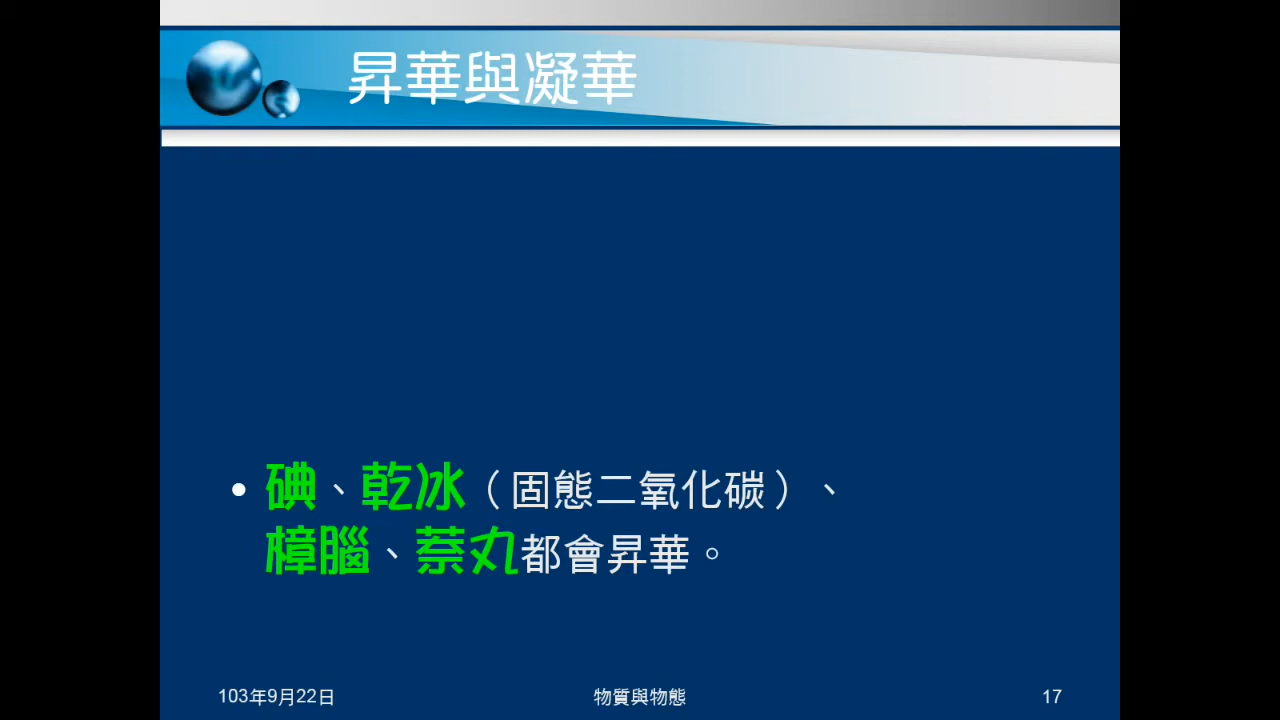 昇華與凝華
• 碘、乾冰（固態二氧化碳）、
樟腦、萘丸都會昇華。
103年9月22日
物質與物態
17